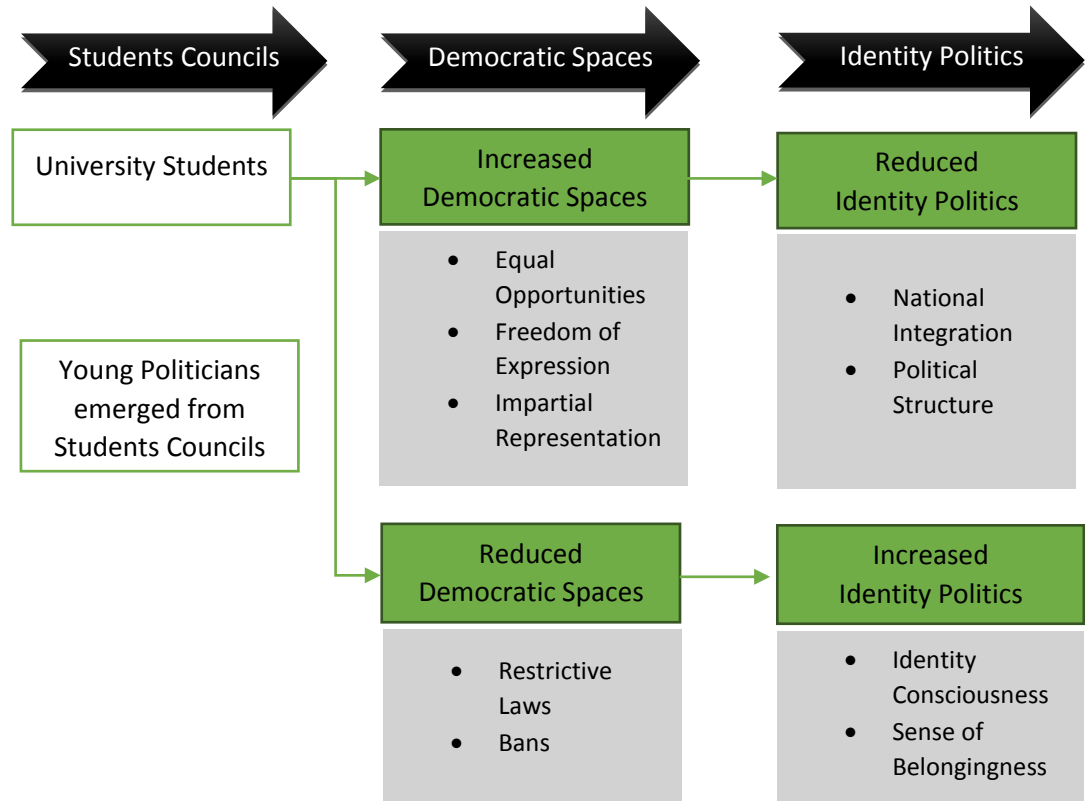 Students Councils
Democratic Spaces
Identity Politics
University Students
Increased
Democratic Spaces
Reduced
Identity Politics
• Equal
Opportunities
• Freedom of
Expression
• Impartial
Representation
• National
Integration
• Political
Structure
Young Politicians
emerged from
Students Councils
Reduced
Democratic Spaces
Increased
Identity Politics
• Restrictive
Laws
• Bans
• Identity
Consciousness
• Sense of
Belongingness